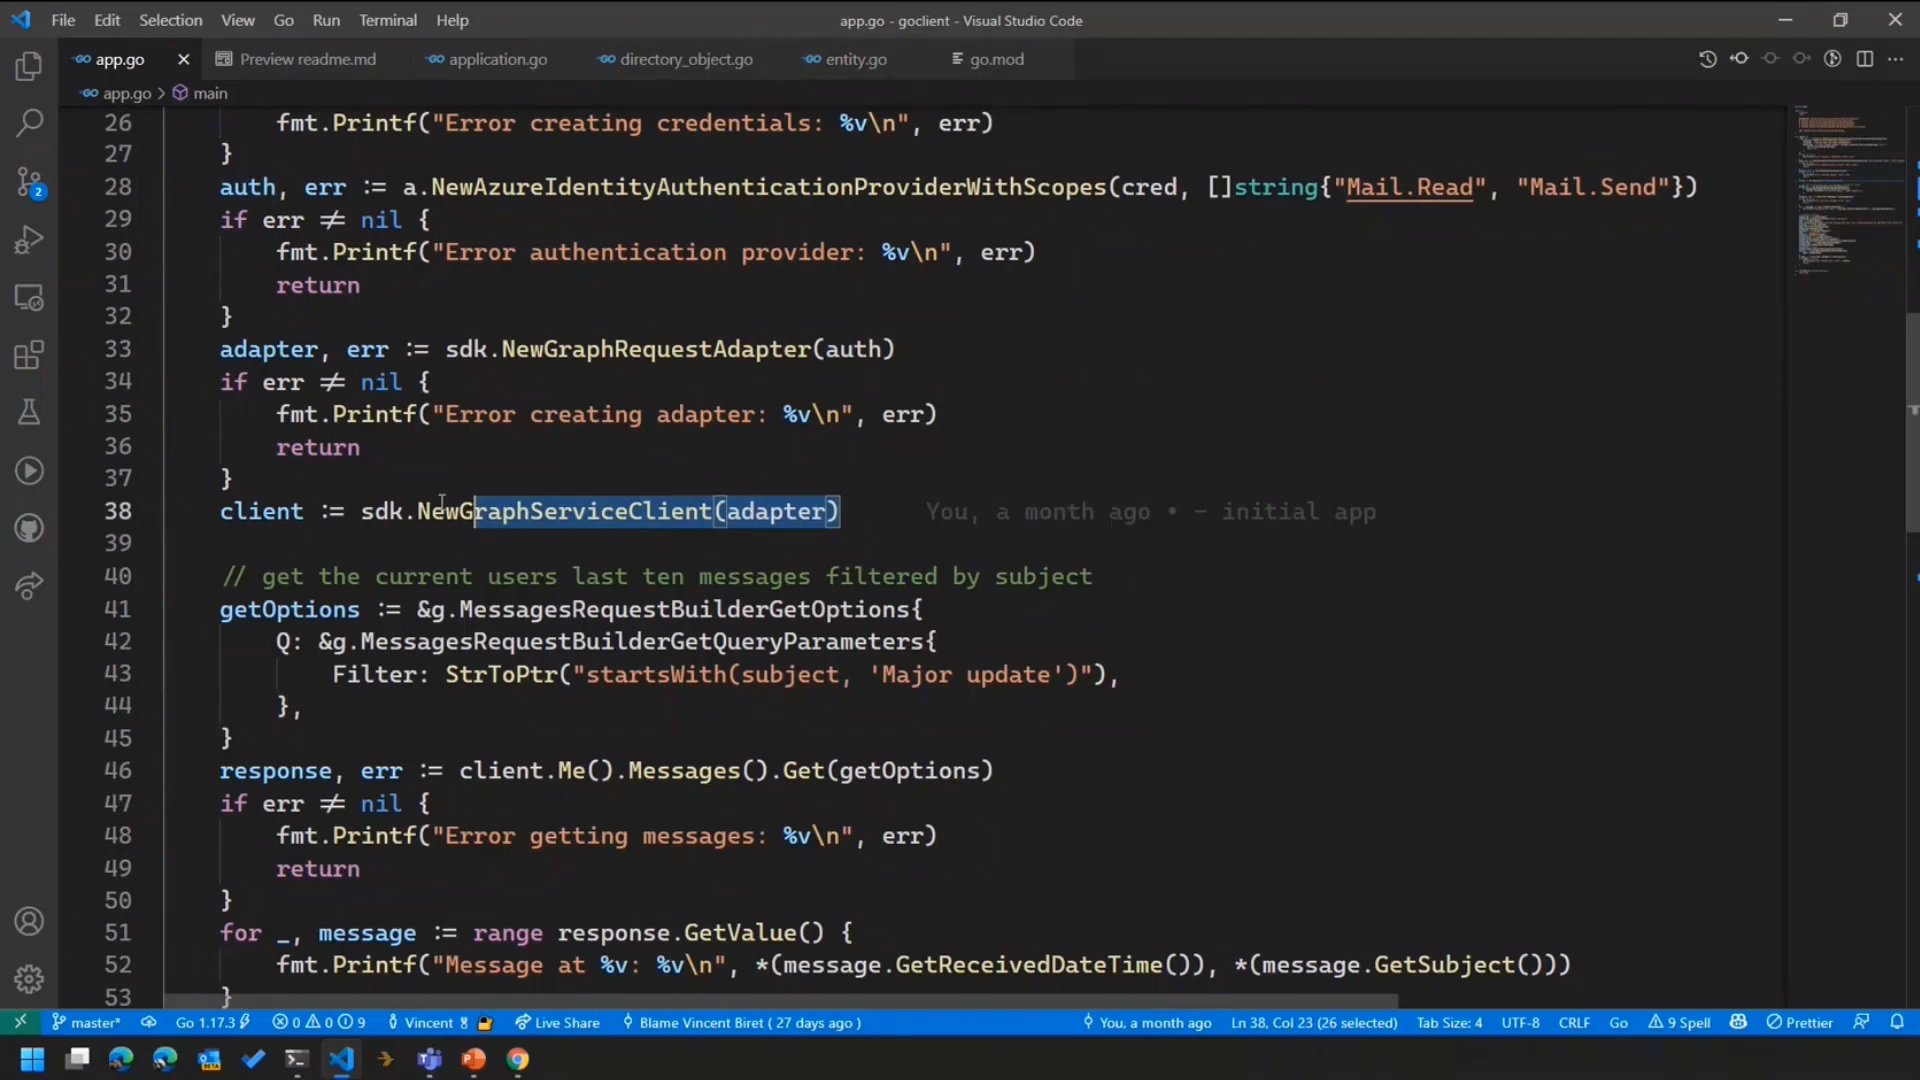 File Edit Selection View Go Run Terminal Help app.go - goclient - Visual Studio Code
app.go Preview readme.md application.go directory_object.go entity.go go.mod
app.go > main
26 fmt.Printf("Error creating credentials: %v\n", err)
27 }
28 auth, err := a.NewAzureIdentityAuthenticationProviderWithScopes(cred, []string{"Mail.Read", "Mail.Send"})
29 if err ≠ nil {
30 fmt.Printf("Error authentication provider: %v\n", err)
31 return
32 }
33 adapter, err := sdk.NewGraphRequestAdapter(auth)
34 if err ≠ nil {
35 fmt.Printf("Error creating adapter: %v\n", err)
36 return
37 }
38 client := sdk.NewGraphServiceClient(adapter) You, a month ago • - initial app
39
40 // get the current users last ten messages filtered by subject
41 getOptions := &g.MessagesRequestBuilderGetOptions{
42 Q: &g.MessagesRequestBuilderGetQueryParameters{
43 Filter: StrToPtr("startsWith(subject, 'Major update')"),
44 },
45 }
46 response, err := client.Me().Messages().Get(getOptions)
47 if err ≠ nil {
48 fmt.Printf("Error getting messages: %v\n", err)
49 return
50 }
51 for _, message := range response.GetValue() {
52 fmt.Printf("Message at %v: %v\n", *(message.GetReceivedDateTime()), *(message.GetSubject()))
53 }
2
master* Go 1.17.3 0 0 9 Vincent Live Share Blame Vincent Biret ( 27 days ago ) You, a month ago Ln 38, Col 23 (26 selected) Tab Size: 4 UTF-8 CRLF Go 9 Spell Prettier
BETA